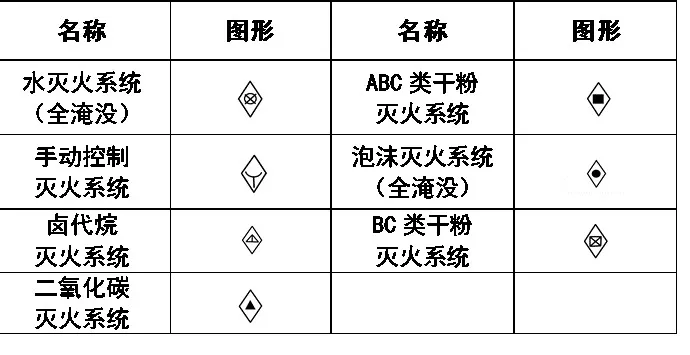 名称 图形 名称 图形
水灭火系统 ABC 类干粉
（全淹没） 灭火系统
手动控制 泡沫灭火系统
灭火系统 （全淹没）
卤代烷 BC 类干粉
灭火系统 灭火系统
二氧化碳
灭火系统